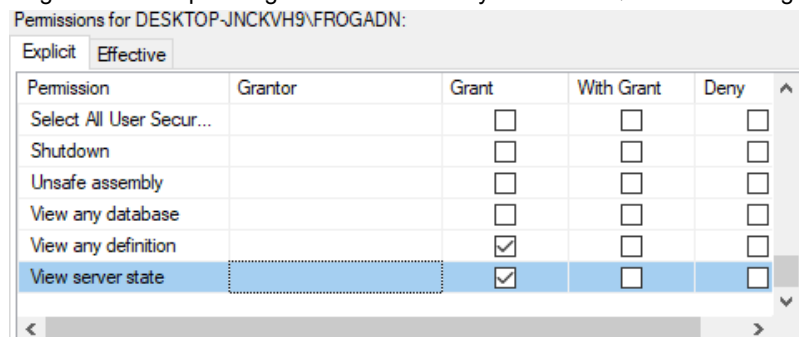 Permissions for DESKTOP-JNCKVH9\FROGADN:
Explicit Effective
Permission Grantor Grant With Grant Deny
Select All User Secur...
Shutdown
Unsafe assembly
View any database
View any definition
View server state